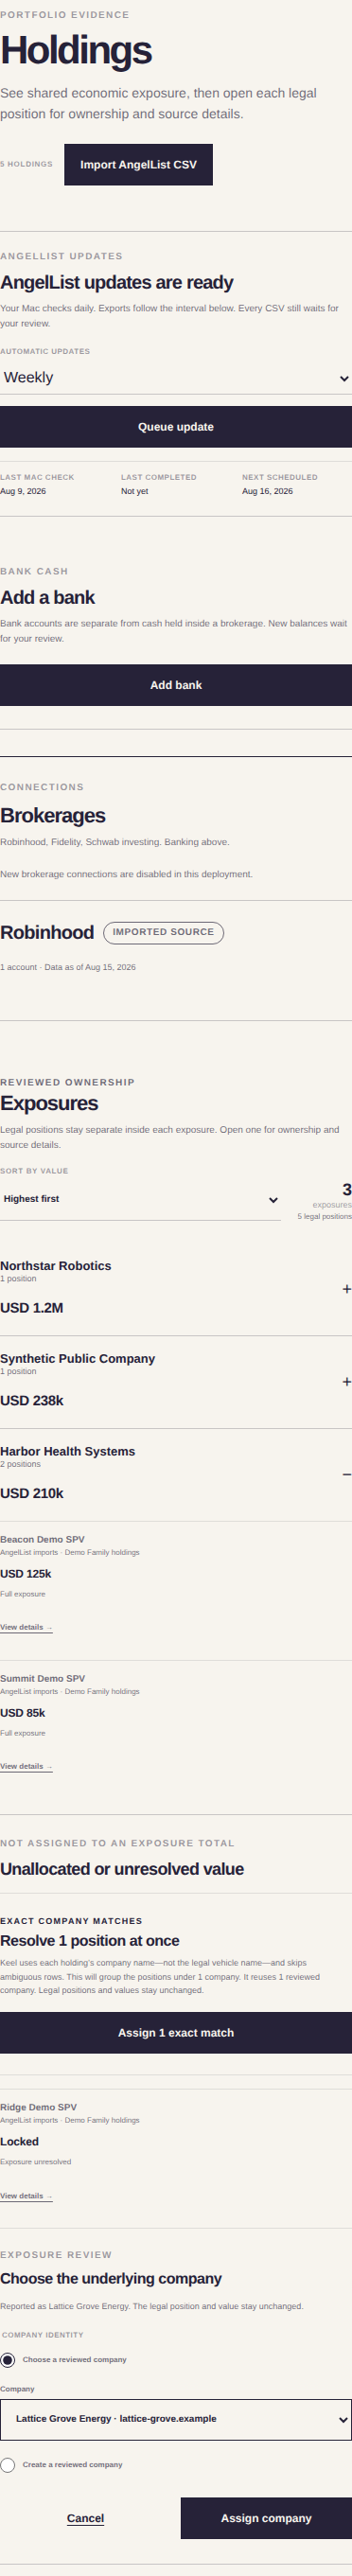 PORTFOLIO EVIDENCE
Holdings
See shared economic exposure, then open each legal
position for ownership and source details.
5 HOLDINGS
Import AngelList CSV
ANGELLIST UPDATES
AngelList updates are ready
Your Mac checks daily. Exports follow the interval below. Every CSV still waits for
your review.
AUTOMATIC UPDATES
Weekly
Queue update
LAST MAC CHECK LAST COMPLETED NEXT SCHEDULED
Aug 9, 2026 Not yet Aug 16, 2026
BANK CASH
Add a bank
Bank accounts are separate from cash held inside a brokerage. New balances wait
for your review.
Add bank
CONNECTIONS
Brokerages
Robinhood, Fidelity, Schwab investing. Banking above.
New brokerage connections are disabled in this deployment.
Robinhood IMPORTED SOURCE
1 account · Data as of Aug 15, 2026
REVIEWED OWNERSHIP
Exposures
Legal positions stay separate inside each exposure. Open one for ownership and
source details.
SORT BY VALUE
Highest first
3
exposures
5 legal positions
Northstar Robotics
1 position
+
USD 1.2M
Synthetic Public Company
1 position
+
USD 238k
Harbor Health Systems
2 positions
−
USD 210k
Beacon Demo SPV
AngelList imports · Demo Family holdings
USD 125k
Full exposure
View details →
Summit Demo SPV
AngelList imports · Demo Family holdings
USD 85k
Full exposure
View details →
NOT ASSIGNED TO AN EXPOSURE TOTAL
Unallocated or unresolved value
EXACT COMPANY MATCHES
Resolve 1 position at once
Keel uses each holding's company name—not the legal vehicle name—and skips
ambiguous rows. This will group the positions under 1 company. It reuses 1 reviewed
company. Legal positions and values stay unchanged.
Assign 1 exact match
Ridge Demo SPV
AngelList imports · Demo Family holdings
Locked
Exposure unresolved
View details →
EXPOSURE REVIEW
Choose the underlying company
Reported as Lattice Grove Energy. The legal position and value stay unchanged.
COMPANY IDENTITY
Choose a reviewed company
Company
Lattice Grove Energy · lattice-grove.example
Create a reviewed company
Cancel
Assign company